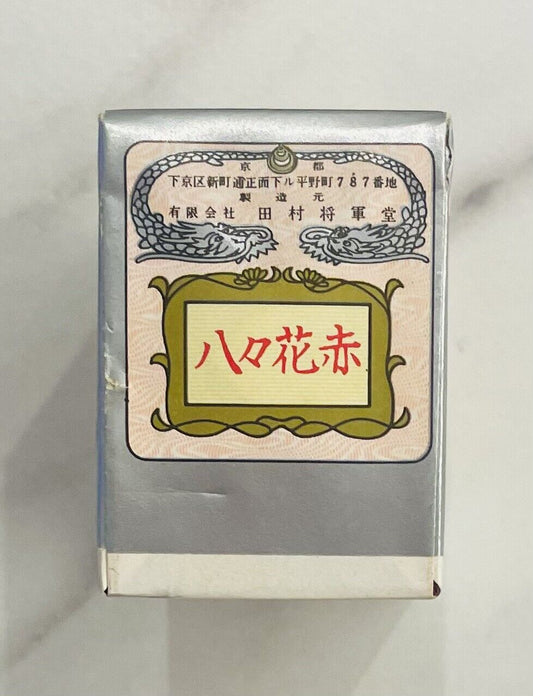 京都
下京区新町通正面下ル平野町787番地
製造元
有限会社 田村将軍堂
八々花赤